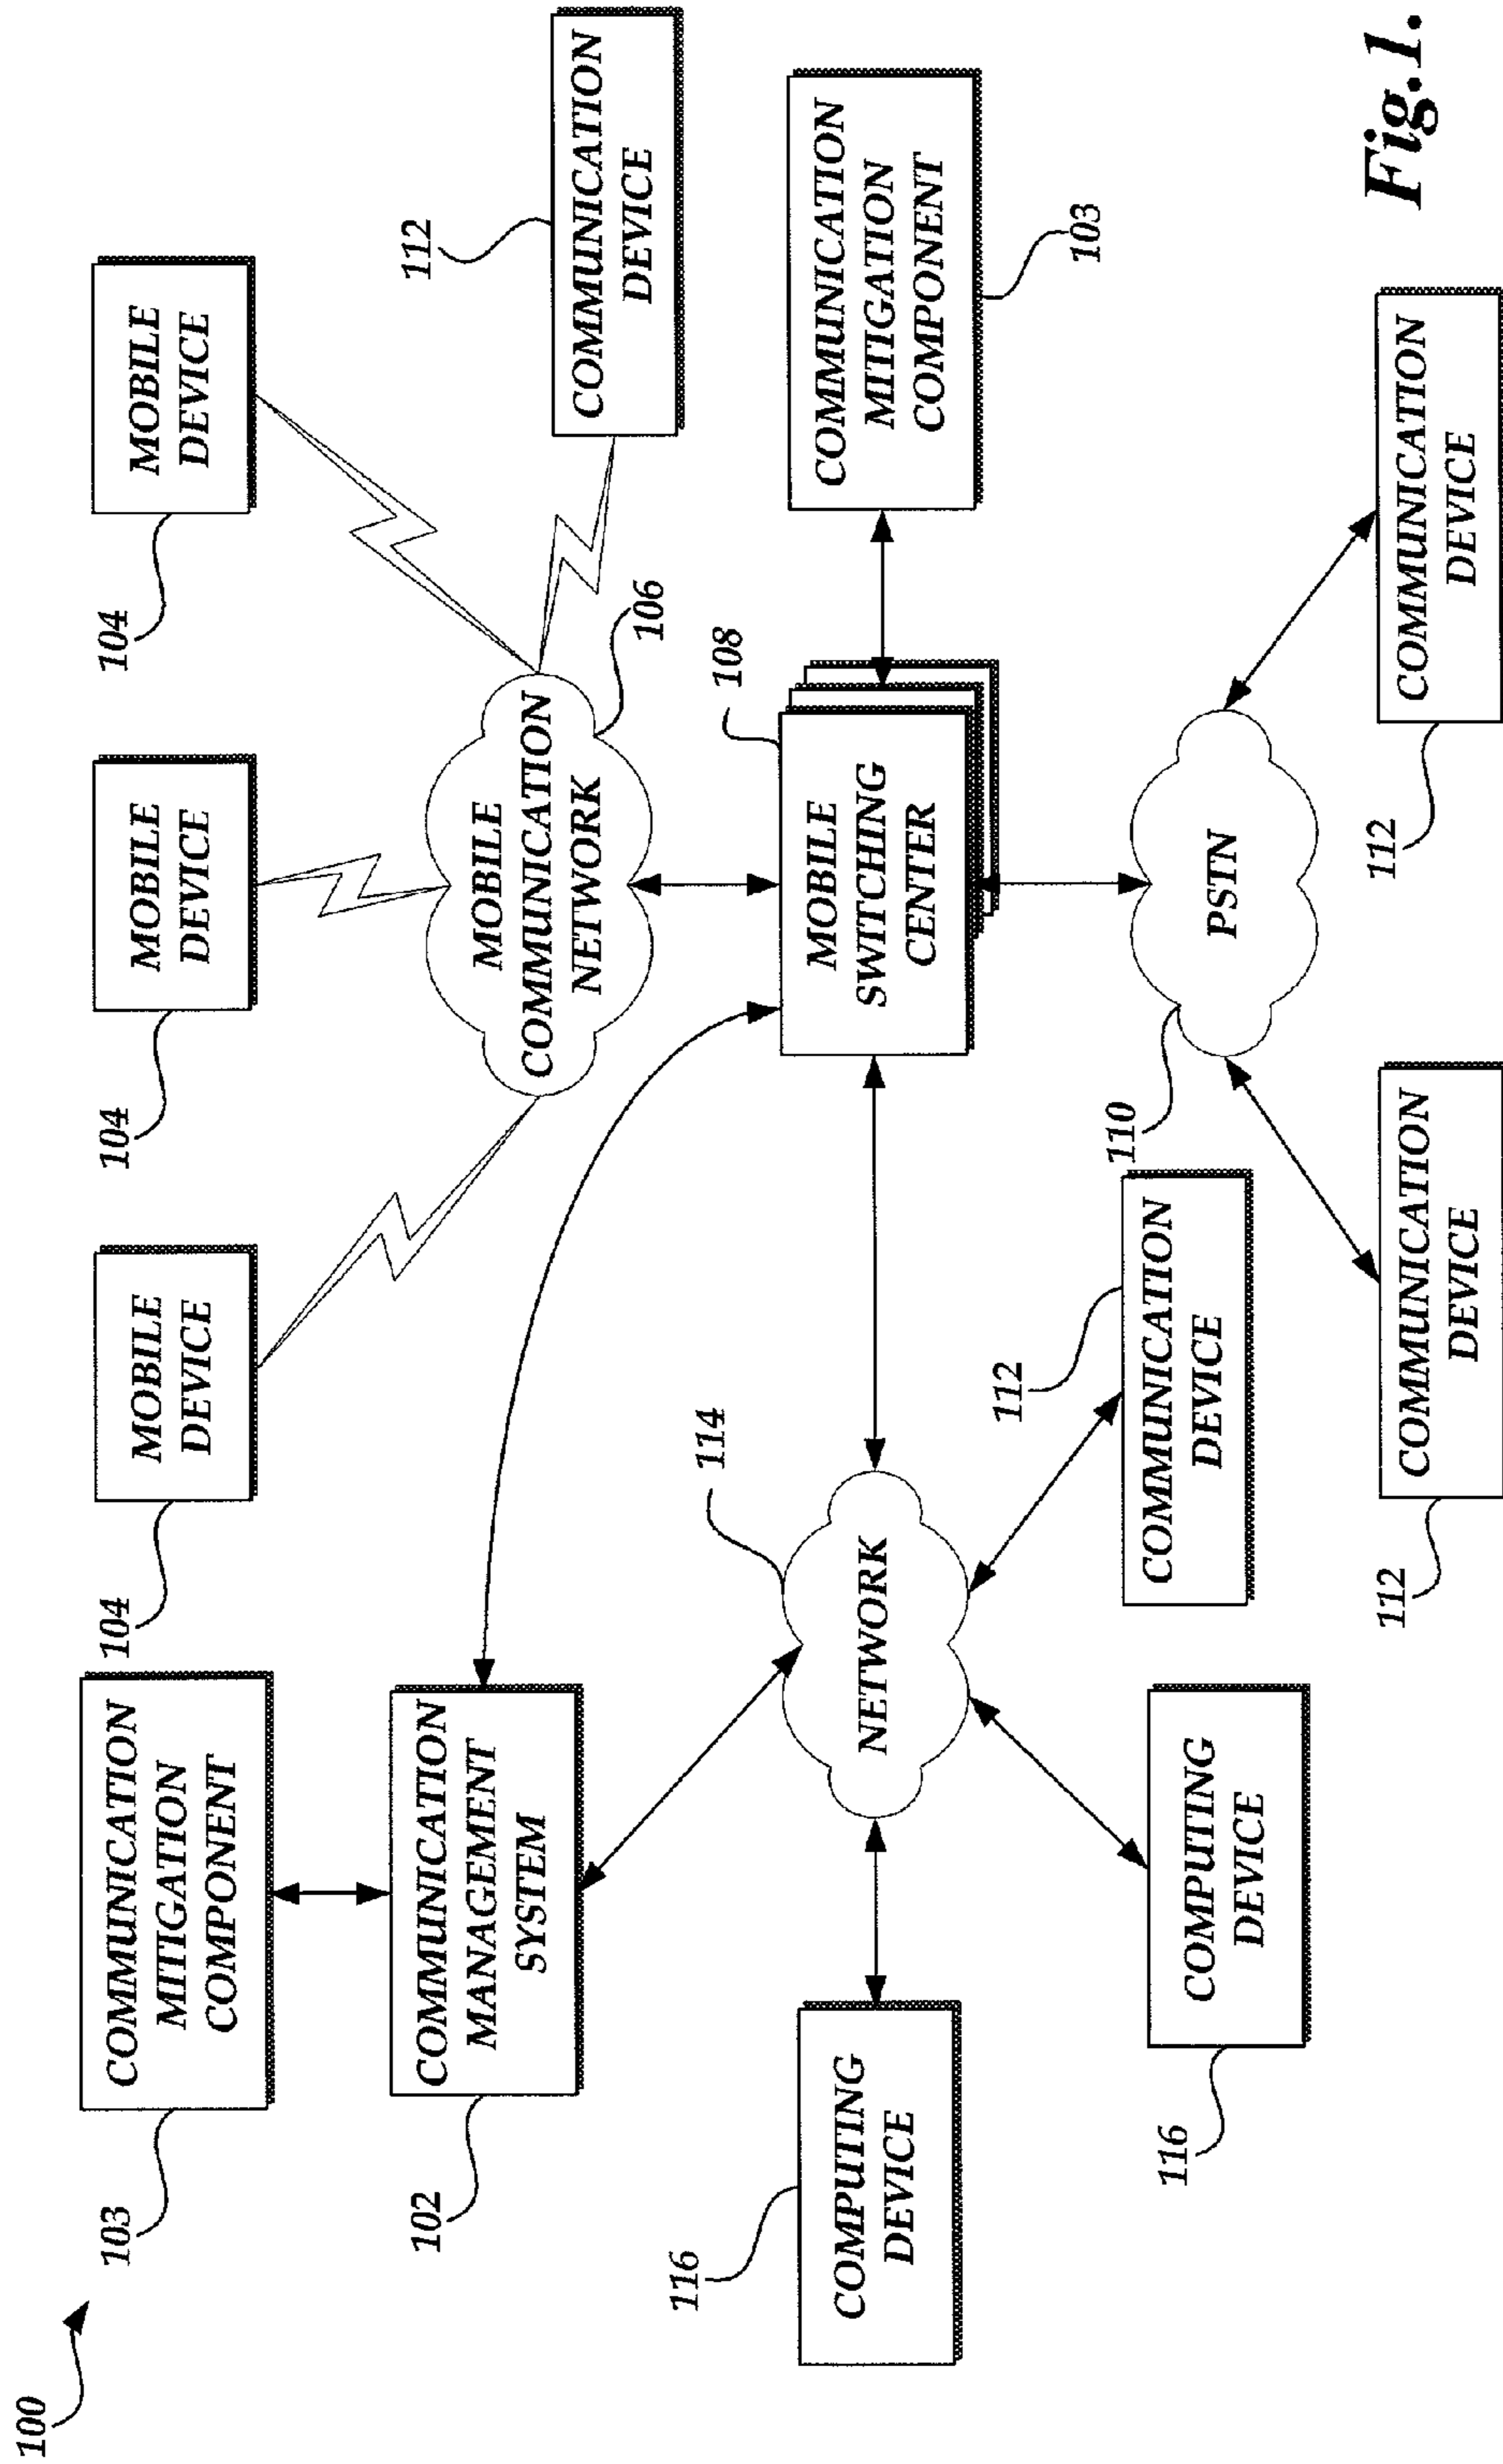 100
103
COMMUNICATION
MITIGATION
COMPONENT
104
MOBILE
DEVICE
104
MOBILE
DEVICE
104
MOBILE
DEVICE
102
COMMUNICATION
MANAGEMENT
SYSTEM
MOBILE
COMMUNICATION
NETWORK
106
112
COMMUNICATION
DEVICE
116
COMPUTING
DEVICE
114
NETWORK
108
MOBILE
SWITCHING
CENTER
COMMUNICATION
MITIGATION
COMPONENT
103
116
COMPUTING
DEVICE
112
COMMUNICATION
DEVICE
110
PSTN
112
COMMUNICATION
DEVICE
112
COMMUNICATION
DEVICE
Fig.1.